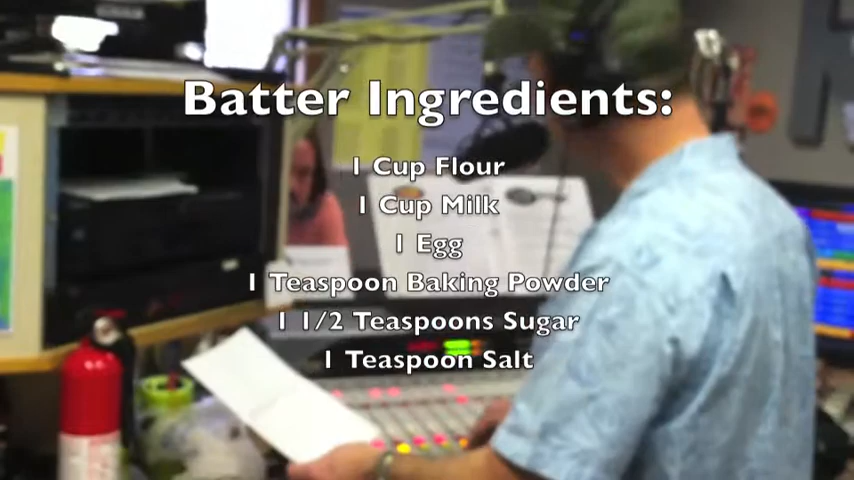 Batter Ingredients:
1 Cup Flour
1 Cup Milk
1 Egg
1 Teaspoon Baking Powder
1 1/2 Teaspoons Sugar
1 Teaspoon Salt